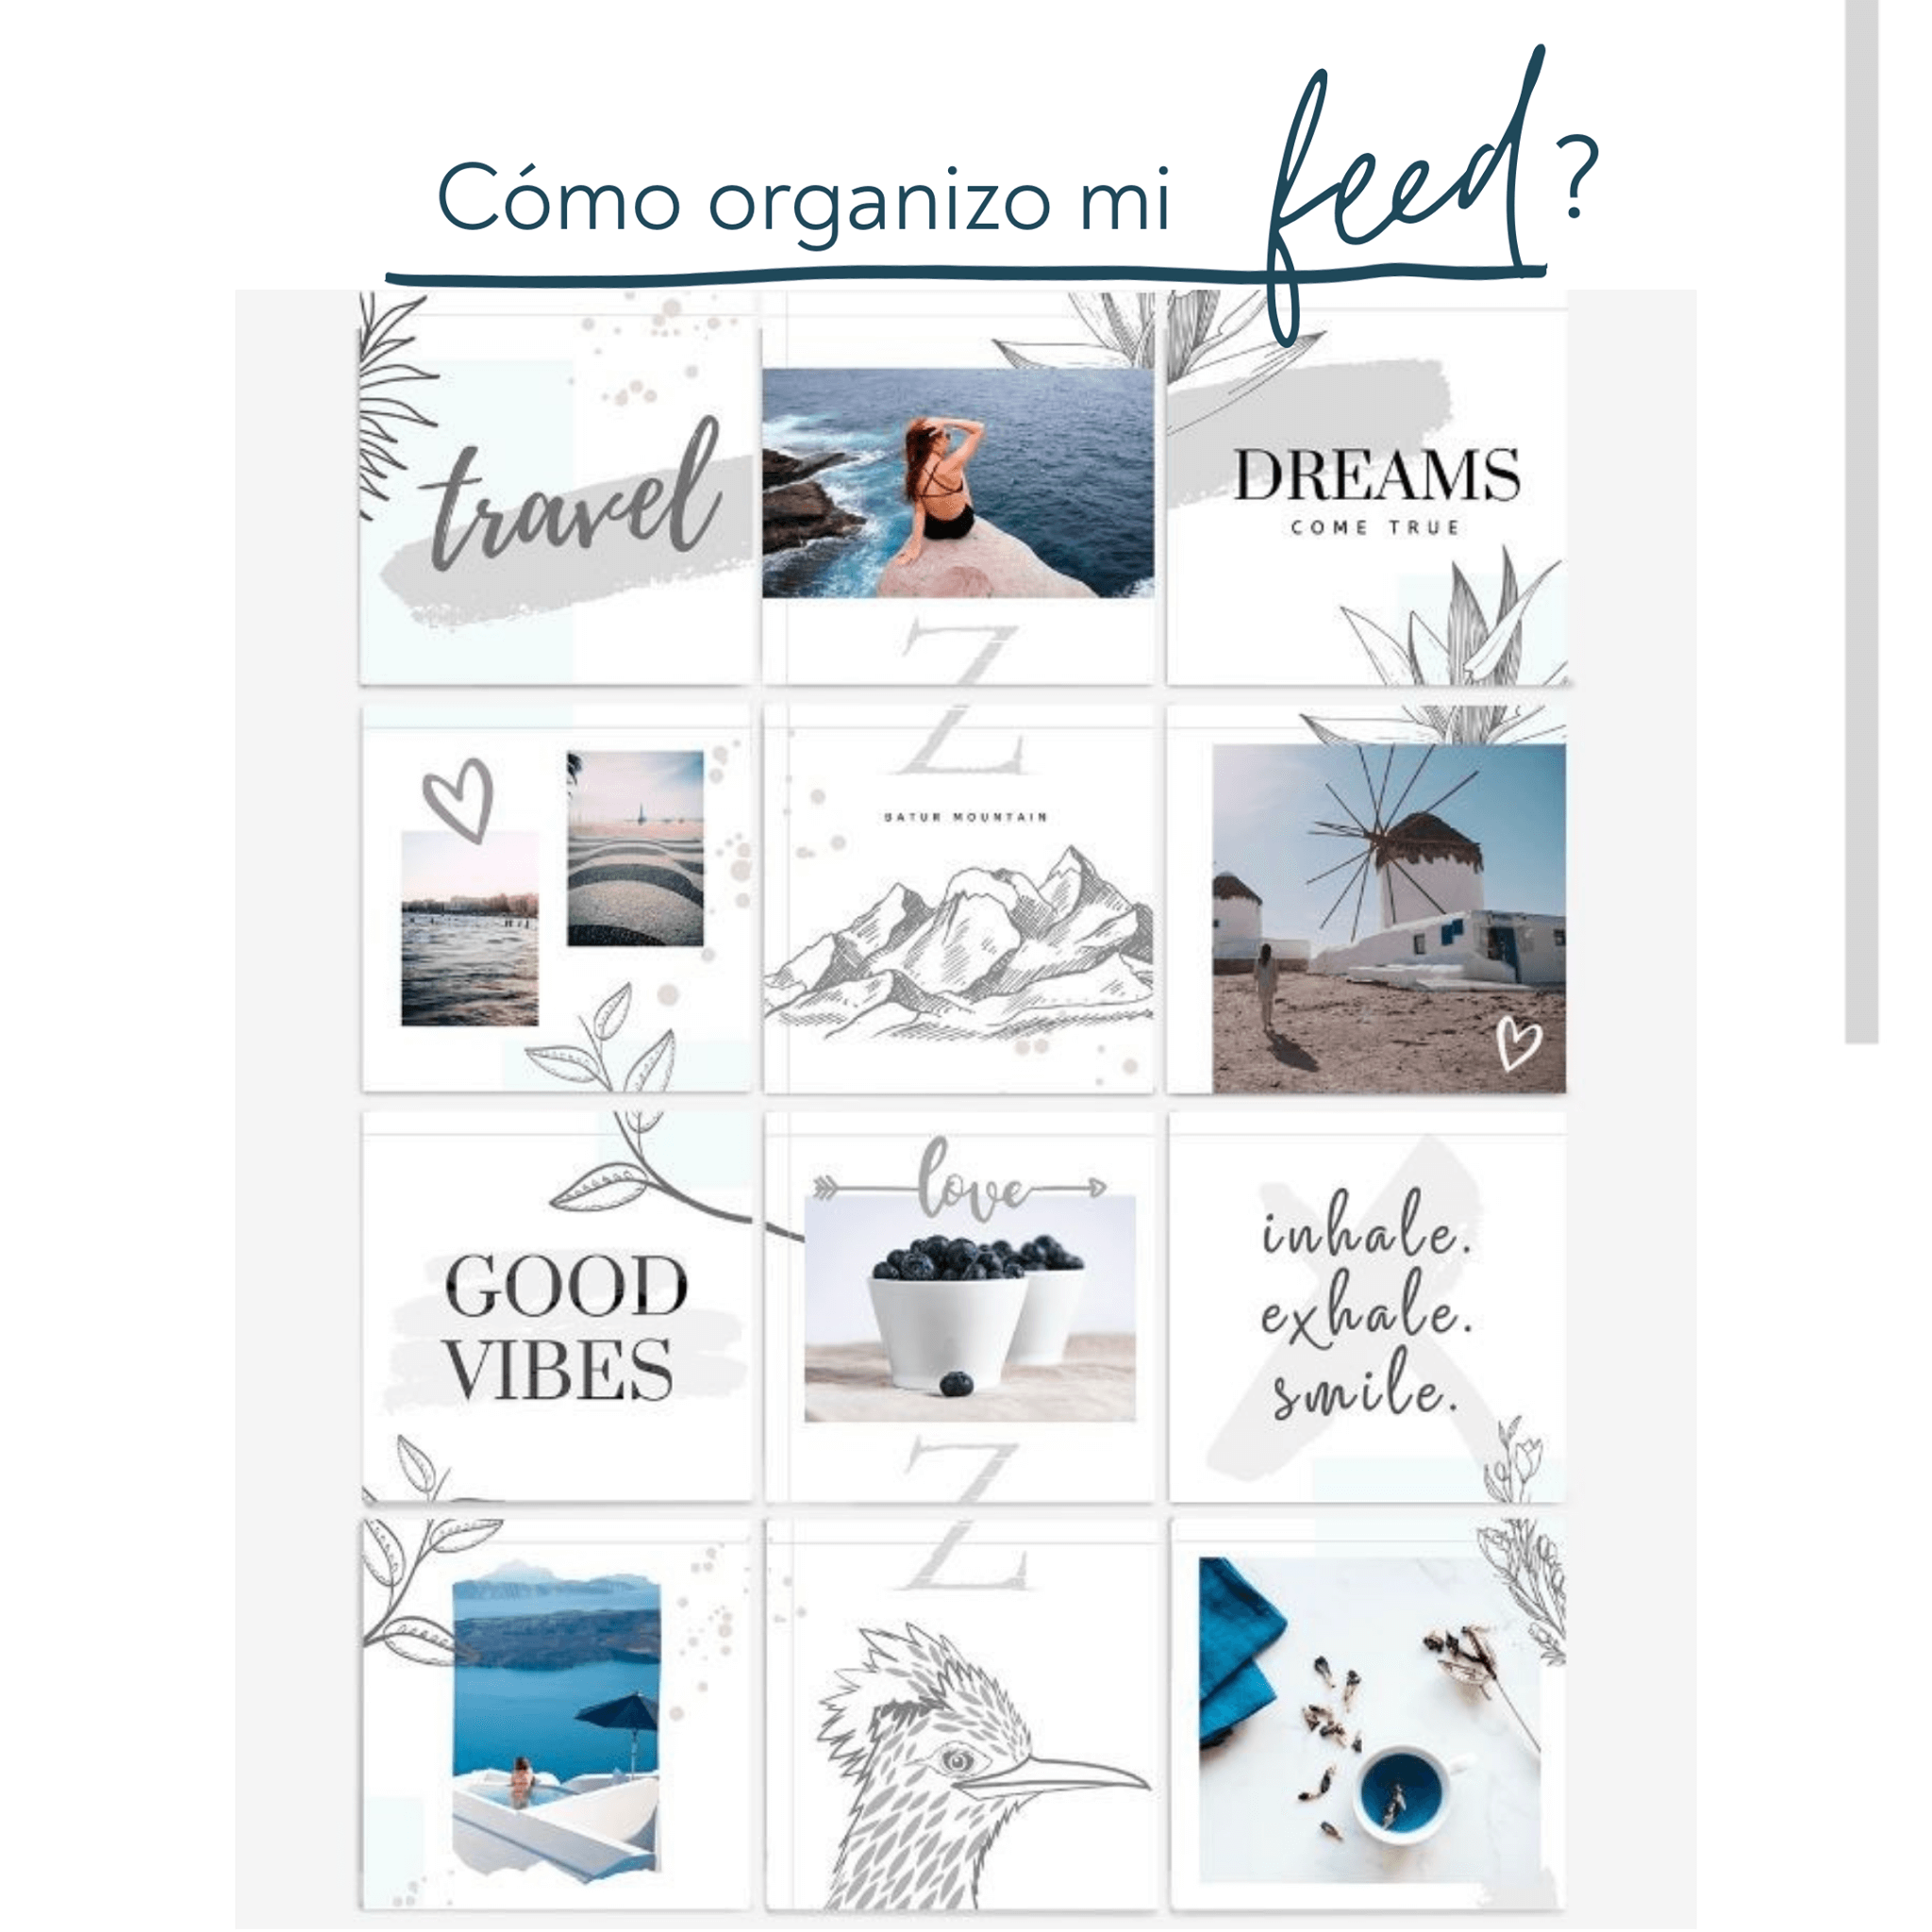 Cómo organizo mi feed?
travel
DREAMS
COME TRUE
Z
BATUR MOUNTAIN
GOOD
VIBES
love
inhale.
exhale.
smile.
Z